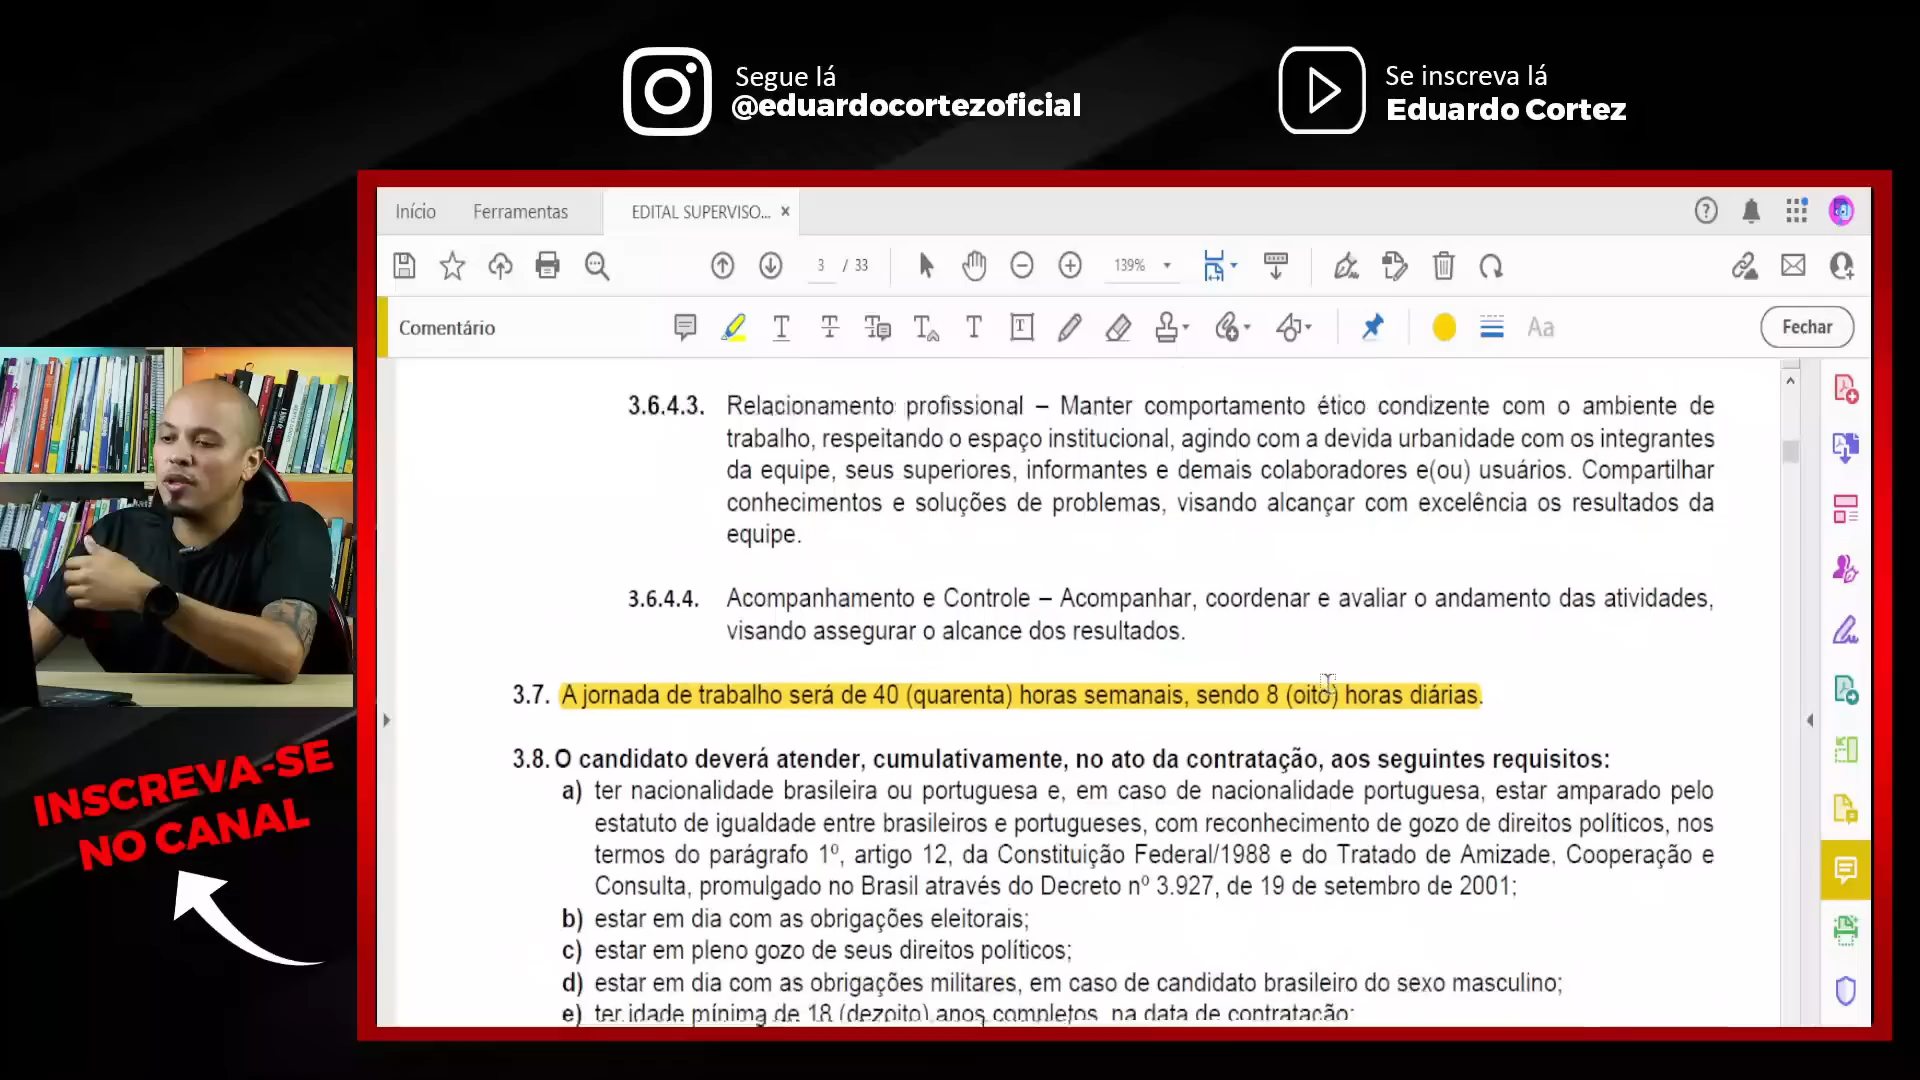 Segue lá
@eduardocortezoficial
Se inscreva lá
Eduardo Cortez
Início
Ferramentas
EDITAL SUPERVISO... ×
3 / 33
139%
Comentário
Aa
Fechar
3.6.4.3. Relacionamento profissional – Manter comportamento ético condizente com o ambiente de
trabalho, respeitando o espaço institucional, agindo com a devida urbanidade com os integrantes
da equipe, seus superiores, informantes e demais colaboradores e(ou) usuários. Compartilhar
conhecimentos e soluções de problemas, visando alcançar com excelência os resultados da
equipe.
3.6.4.4. Acompanhamento e Controle – Acompanhar, coordenar e avaliar o andamento das atividades,
visando assegurar o alcance dos resultados.
3.7. A jornada de trabalho será de 40 (quarenta) horas semanais, sendo 8 (oito) horas diárias.
3.8. O candidato deverá atender, cumulativamente, no ato da contratação, aos seguintes requisitos:
a) ter nacionalidade brasileira ou portuguesa e, em caso de nacionalidade portuguesa, estar amparado pelo
estatuto de igualdade entre brasileiros e portugueses, com reconhecimento de gozo de direitos políticos, nos
termos do parágrafo 1º, artigo 12, da Constituição Federal/1988 e do Tratado de Amizade, Cooperação e
Consulta, promulgado no Brasil através do Decreto nº 3.927, de 19 de setembro de 2001;
b) estar em dia com as obrigações eleitorais;
c) estar em pleno gozo de seus direitos políticos;
d) estar em dia com as obrigações militares, em caso de candidato brasileiro do sexo masculino;
e) ter idade mínima de 18 (dezoito) anos completos, na data de contratação;
INSCREVA-SE
NO CANAL